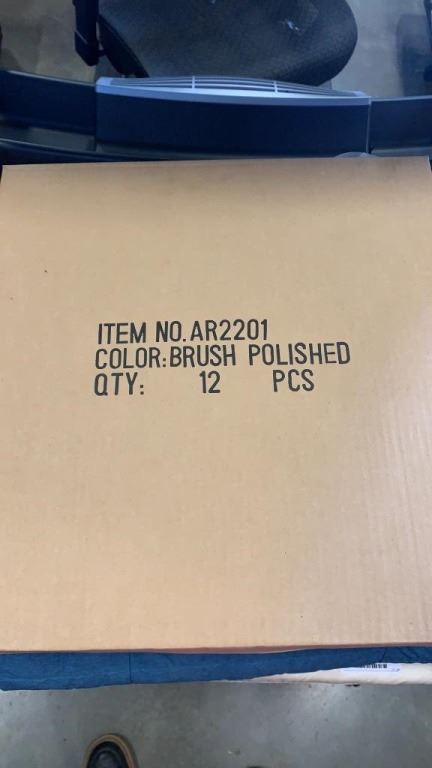 ITEM NO. AR2201
COLOR: BRUSH POLISHED
QTY: 12 PCS